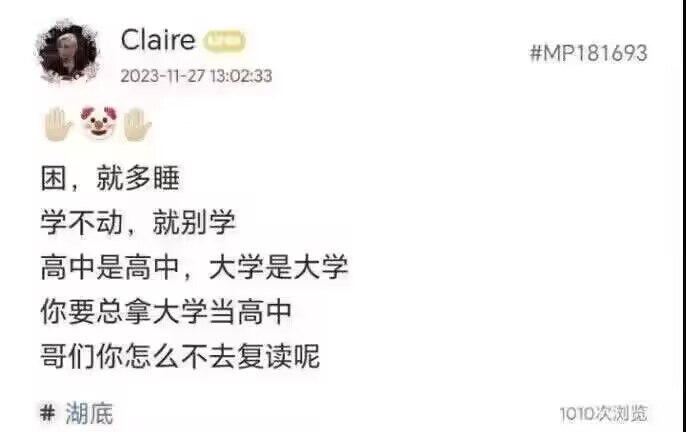 Claire
#MP181693
2023-11-27 13:02:33
困，就多睡
学不动，就别学
高中是高中，大学是大学
你要总拿大学当高中
哥们你怎么不去复读呢
# 湖底
1010次浏览